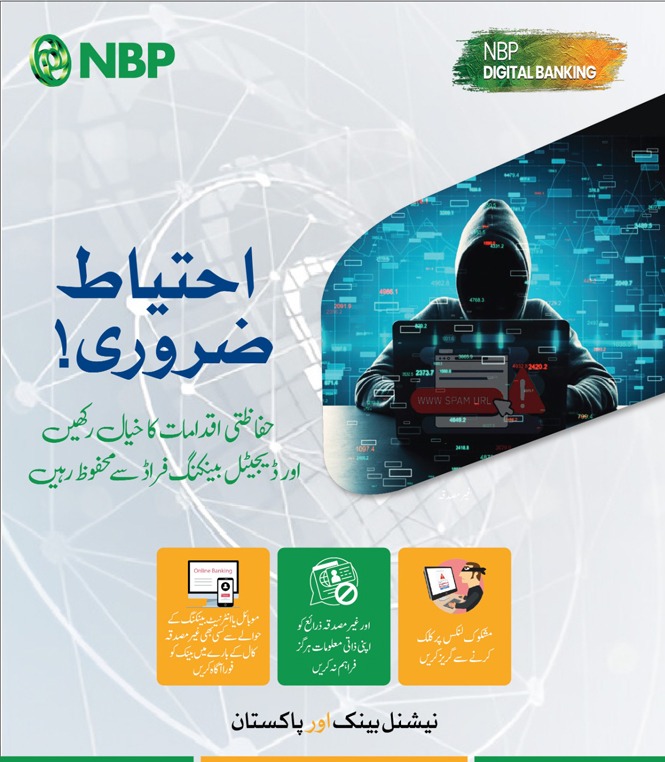 NBP
NBP
DIGITAL BANKING
احتیاط
ضروری!
حفاظتی اقدامات کا خیال رکھیں
اور ڈیجیٹل بینکنگ فراڈ سے محفوظ رہیں
WWW SPAM URL
مشکوک لنکس پر کلک
کرنے سے گریز کریں
اور غیر مصدقہ ذرائع کو
اپنی ذاتی معلومات ہرگز
فراہم نہ کریں
Online Banking
موبائل یا انٹرنیٹ بینکنگ کے
حوالے سے کسی بھی غیر مصدقہ
کال کے بارے میں بینک کو
فوراً آگاہ کریں
نیشنل بینک اور پاکستان